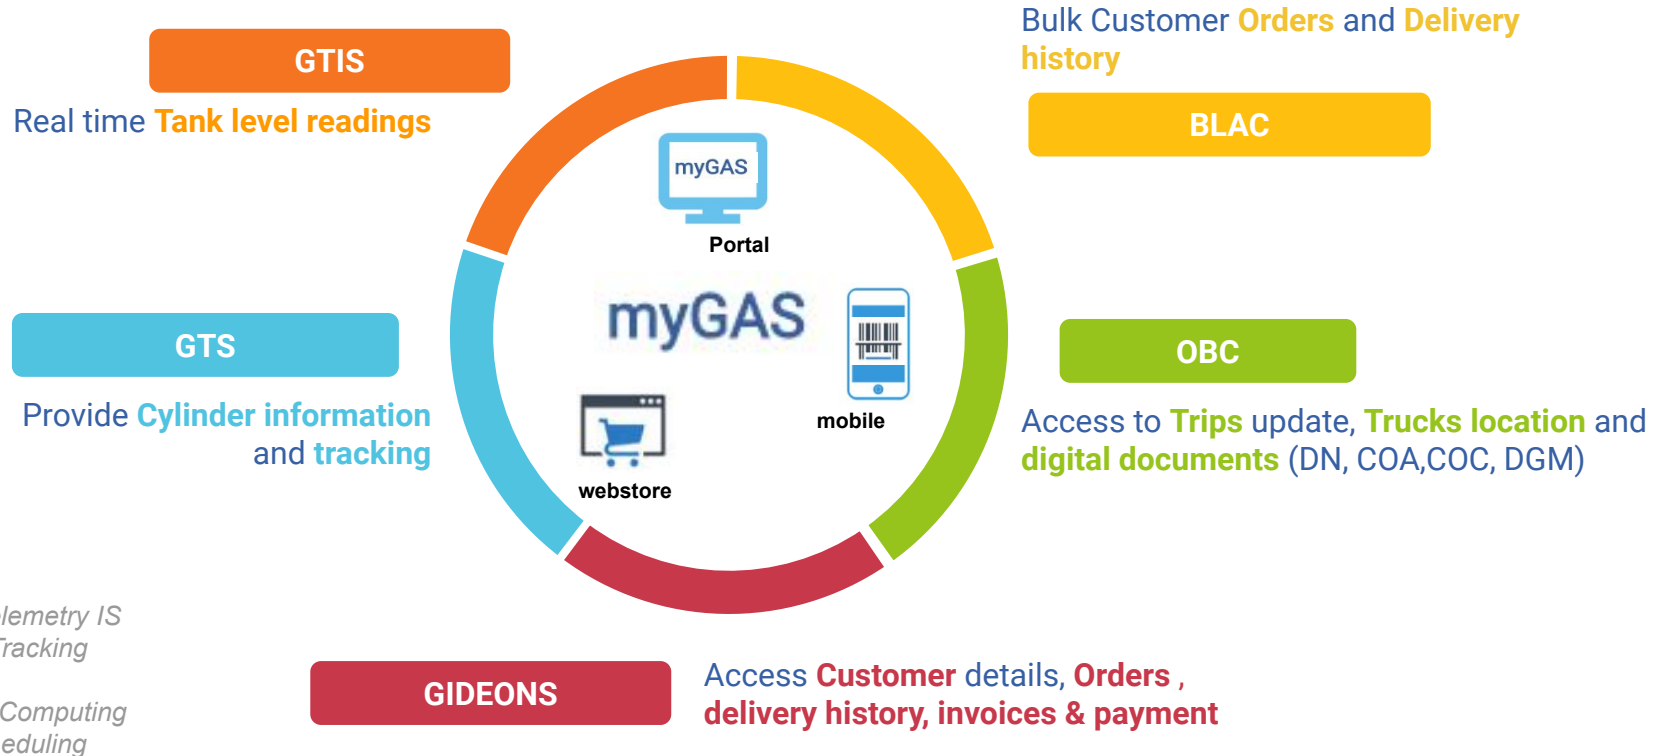 Bulk Customer Orders and Delivery
history
GTIS
Real time Tank level readings
BLAC
myGAS
Portal
myGAS
GTS
OBC
mobile
Provide Cylinder information
and tracking
Access to Trips update, Trucks location and
digital documents (DN, COA,COC, DGM)
webstore
IS
Computing
GIDEONS
Access Customer details, Orders ,
delivery history, invoices & payment